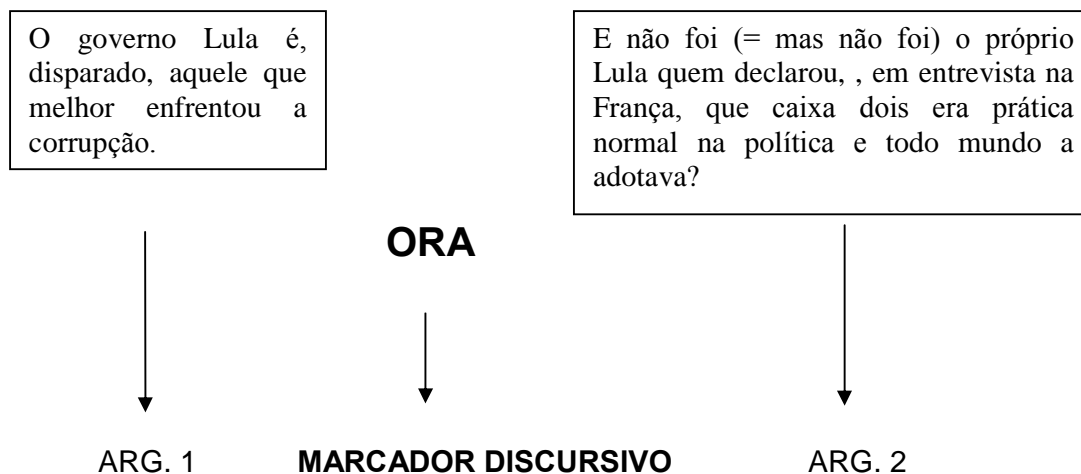 O governo Lula é,
disparado, aquele que
melhor enfrentou a
corrupção.
E não foi (= mas não foi) o próprio
Lula quem declarou, , em entrevista na
França, que caixa dois era prática
normal na política e todo mundo a
adotava?
ORA
ARG. 1
MARCADOR DISCURSIVO
ARG. 2